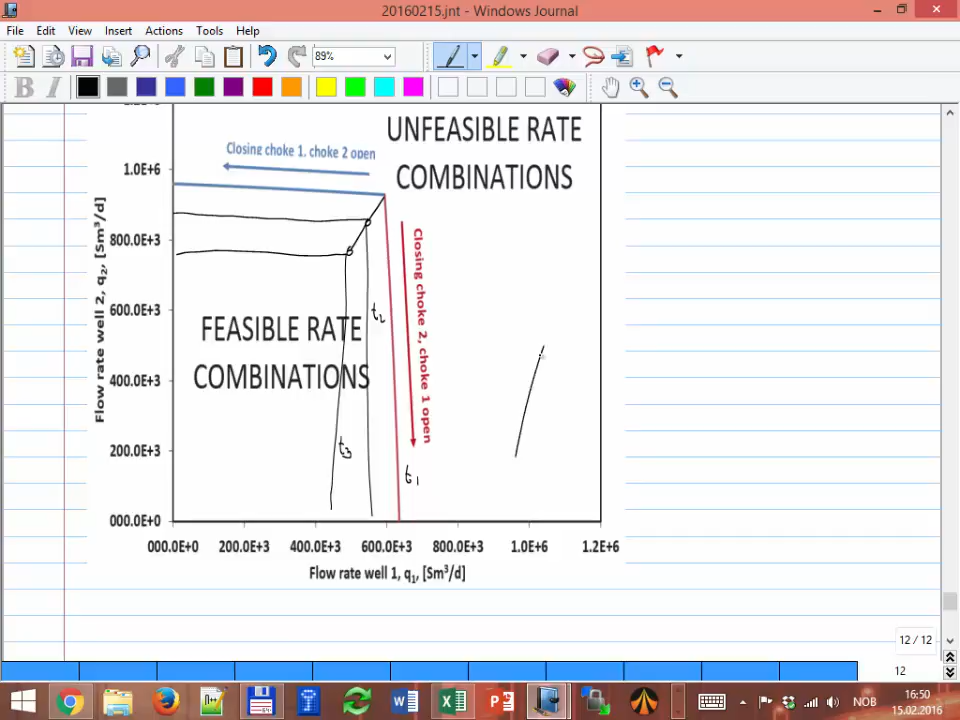 20160215.jnt - Windows Journal
File Edit View Insert Actions Tools Help
89%
B I
UNFEASIBLE RATE
COMBINATIONS
Closing choke 1, choke 2 open
1.0E+6
800.0E+3
600.0E+3
400.0E+3
200.0E+3
000.0E+0
Flow rate well 2, q2, [Sm³/d]
Closing choke 2, choke 1 open
FEASIBLE RATE
COMBINATIONS
t2
t3
t1
000.0E+0 200.0E+3 400.0E+3 600.0E+3 800.0E+3 1.0E+6 1.2E+6
Flow rate well 1, q1, [Sm³/d]
12 / 12
12
NOB
16:50
15.02.2016